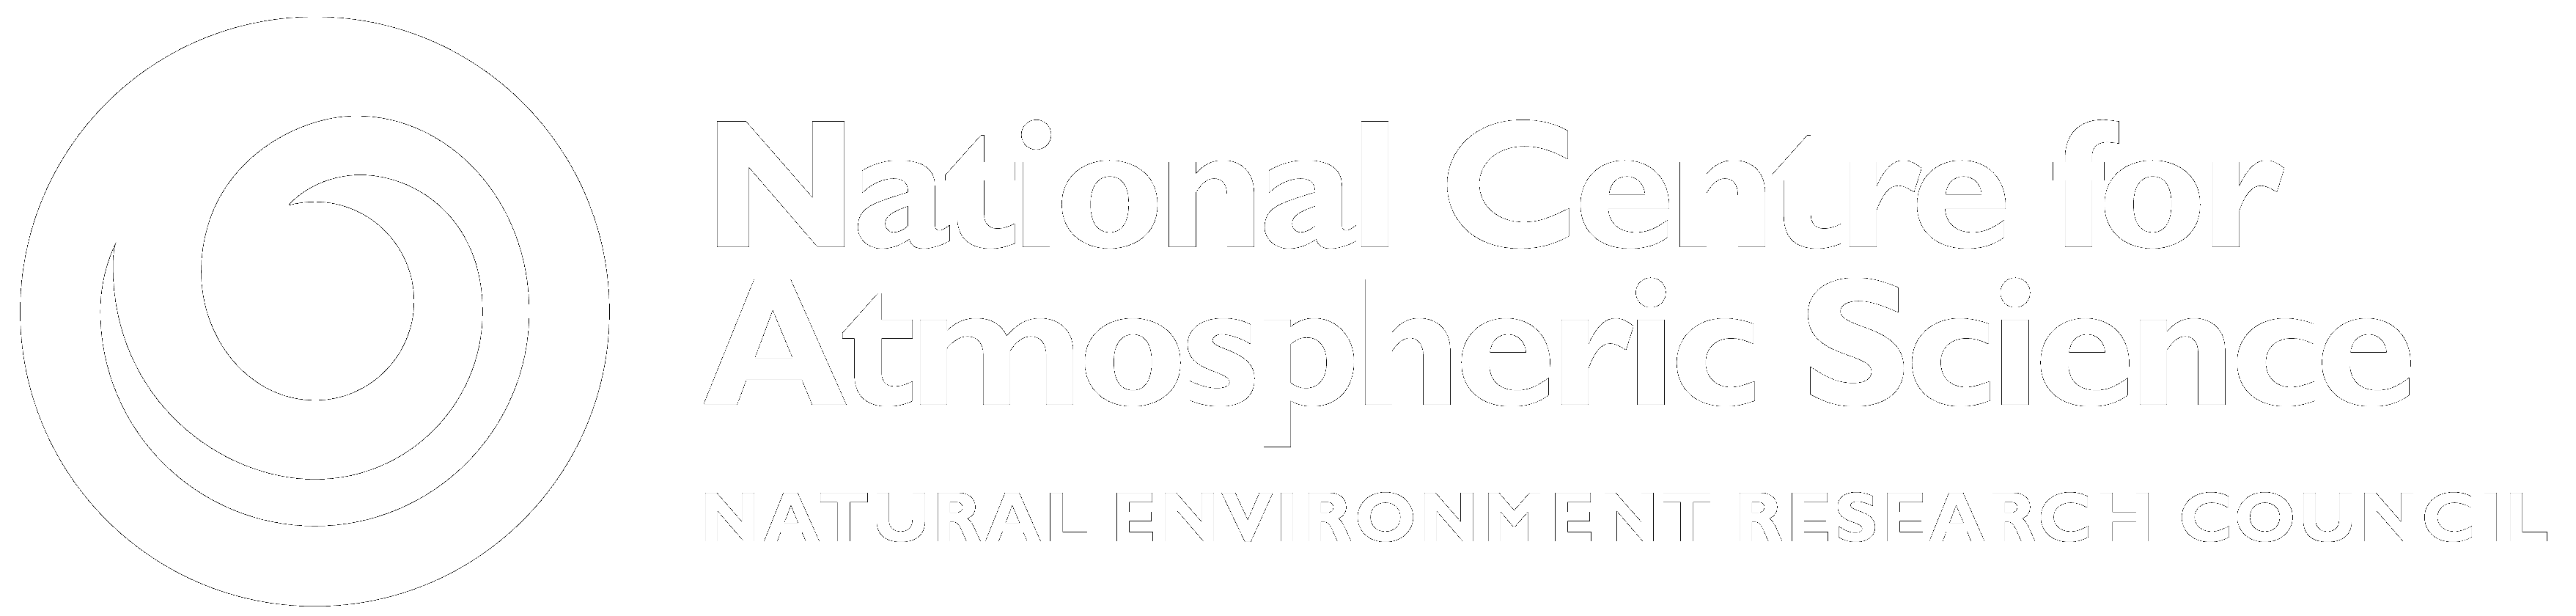 National Centre for
Atmospheric Science
NATURAL ENVIRONMENT RESEARCH COUNCIL